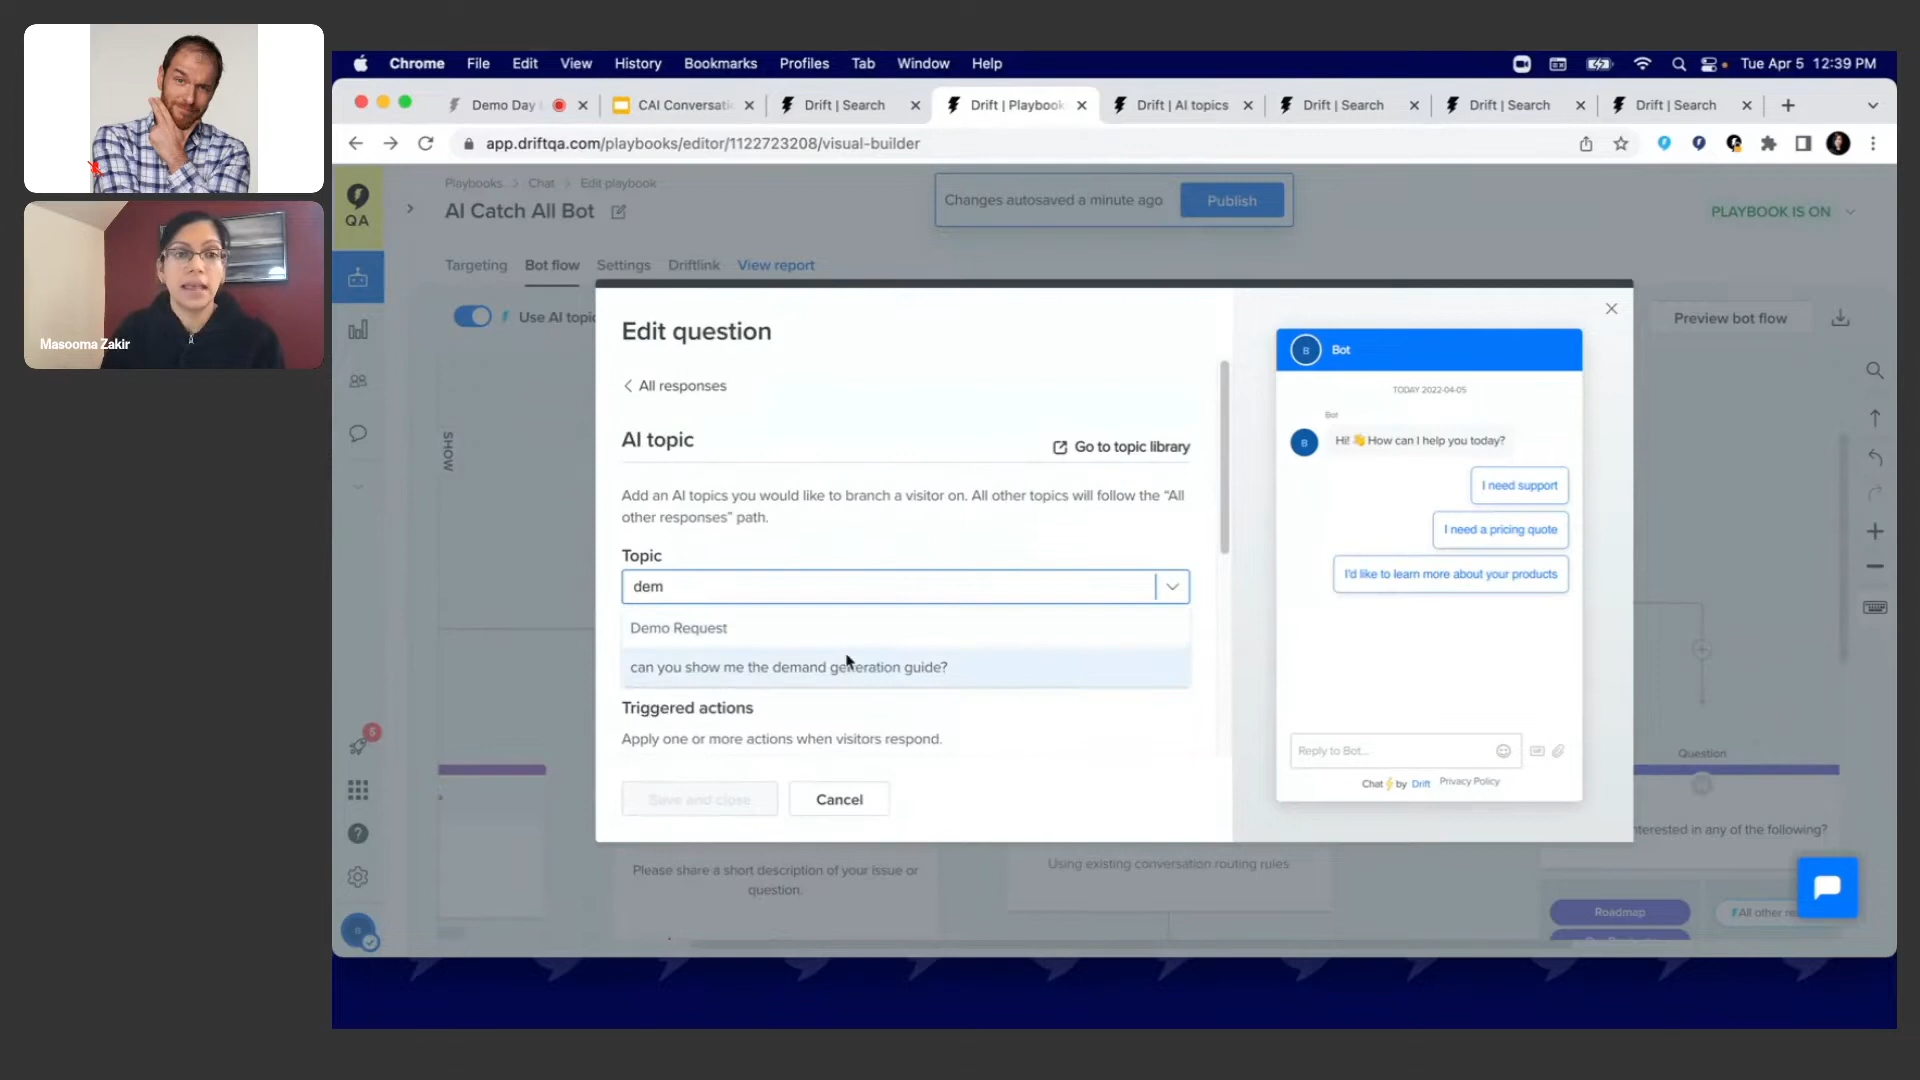 Masooma Zakir
Chrome File Edit View History Bookmarks Profiles Tab Window Help
Tue Apr 5 12:39 PM
Demo Day
CAI Conversati
Drift | Search
Drift | Playbook
Drift | AI topics
Drift | Search
Drift | Search
Drift | Search
app.driftqa.com/playbooks/editor/1122723208/visual-builder
QA
5
Playbooks > Chat > Edit playbook
AI Catch All Bot
Changes autosaved a minute ago
Publish
PLAYBOOK IS ON
Targeting Bot flow Settings Driftlink View report
Use AI topic
Preview bot flow
SHOW
Edit question
All responses
AI topic
Go to topic library
Add an AI topics you would like to branch a visitor on. All other topics will follow the “All
other responses” path.
Topic
dem
Demo Request
can you show me the demand generation guide?
Triggered actions
Apply one or more actions when visitors respond.
Save and close
Cancel
B
Bot
TODAY 2022-04-05
Bot
B
Hi! 👋 How can I help you today?
I need support
I need a pricing quote
I'd like to learn more about your products
Reply to Bot...
Chat⚡by Drift Privacy Policy
Please share a short description of your issue or
question.
Using existing conversation routing rules
Question
nterested in any of the following?
Roadmap
All other re